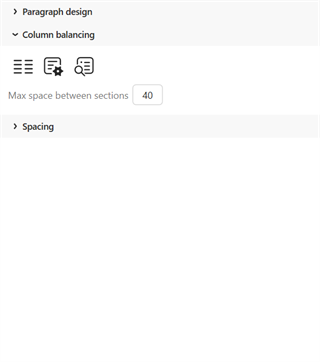 Paragraph design
Column balancing
Max space between sections 40
Spacing